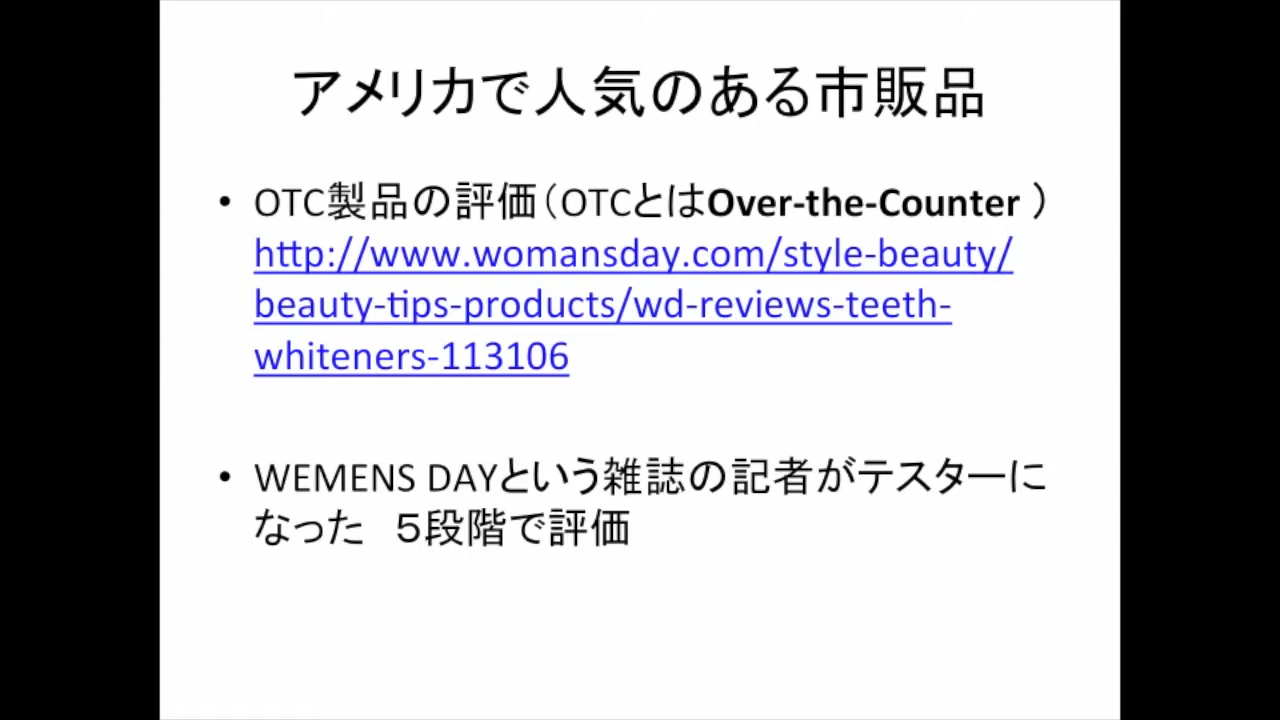 アメリカで人気のある市販品
• OTC製品の評価（OTCとはOver-the-Counter ）
http://www.womansday.com/style-beauty/
beauty-tips-products/wd-reviews-teeth-
whiteners-113106
• WEMENS DAYという雑誌の記者がテスターに
なった　５段階で評価